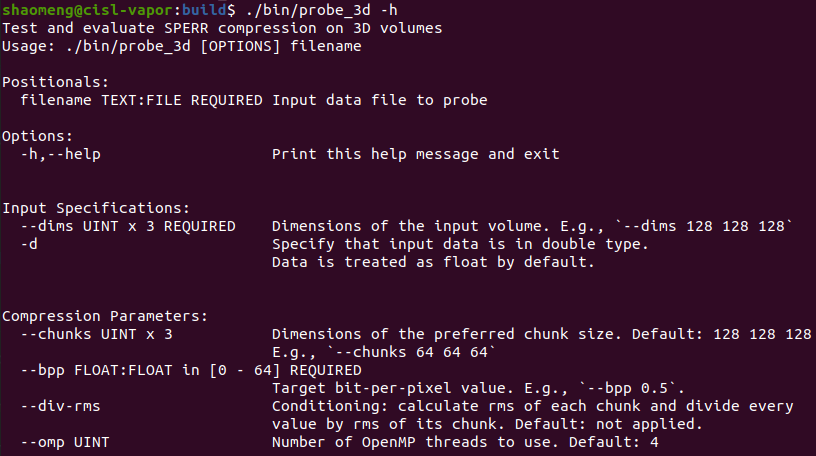 shaomeng@cisl-vapor:build$ ./bin/probe_3d -h
Test and evaluate SPERR compression on 3D volumes
Usage: ./bin/probe_3d [OPTIONS] filename
Positionals:
filename TEXT:FILE REQUIRED Input data file to probe
Options:
-h,--help Print this help message and exit
Input Specifications:
--dims UINT x 3 REQUIRED Dimensions of the input volume. E.g., `--dims 128 128 128`
-d Specify that input data is in double type.
Data is treated as float by default.
Compression Parameters:
--chunks UINT x 3 Dimensions of the preferred chunk size. Default: 128 128 128
E.g., `--chunks 64 64 64`
--bpp FLOAT:FLOAT in [0 - 64] REQUIRED
Target bit-per-pixel value. E.g., `--bpp 0.5`.
--div-rms Conditioning: calculate rms of each chunk and divide every
value by rms of its chunk. Default: not applied.
--omp UINT Number of OpenMP threads to use. Default: 4